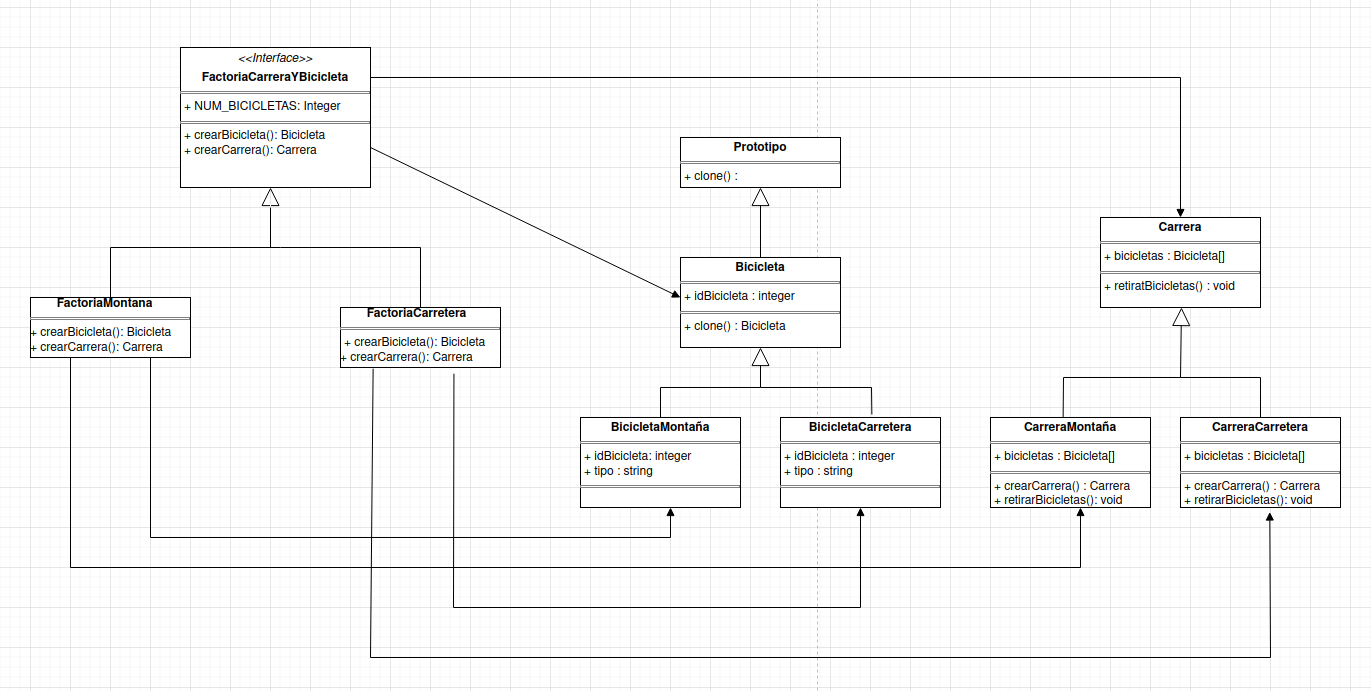 <<Interface>>
FactoriaCarreraYBicicleta
+ NUM_BICICLETAS: Integer
+ crearBicicleta(): Bicicleta
+ crearCarrera(): Carrera
Prototipo
+ clone() :
Carrera
+ bicicletas : Bicicleta[]
+ retiratBicicletas() : void
Bicicleta
+ idBicicleta : integer
+ clone() : Bicicleta
FactoriaMontana
+ crearBicicleta(): Bicicleta
+ crearCarrera(): Carrera
FactoriaCarretera
+ crearBicicleta(): Bicicleta
+ crearCarrera(): Carrera
BicicletaMontaña
+ idBicicleta: integer
+ tipo : string
BicicletaCarretera
+ idBicicleta : integer
+ tipo : string
CarreraMontaña
+ bicicletas : Bicicleta[]
+ crearCarrera() : Carrera
+ retirarBicicletas(): void
CarreraCarretera
+ bicicletas : Bicicleta[]
+ crearCarrera() : Carrera
+ retirarBicicletas(): void